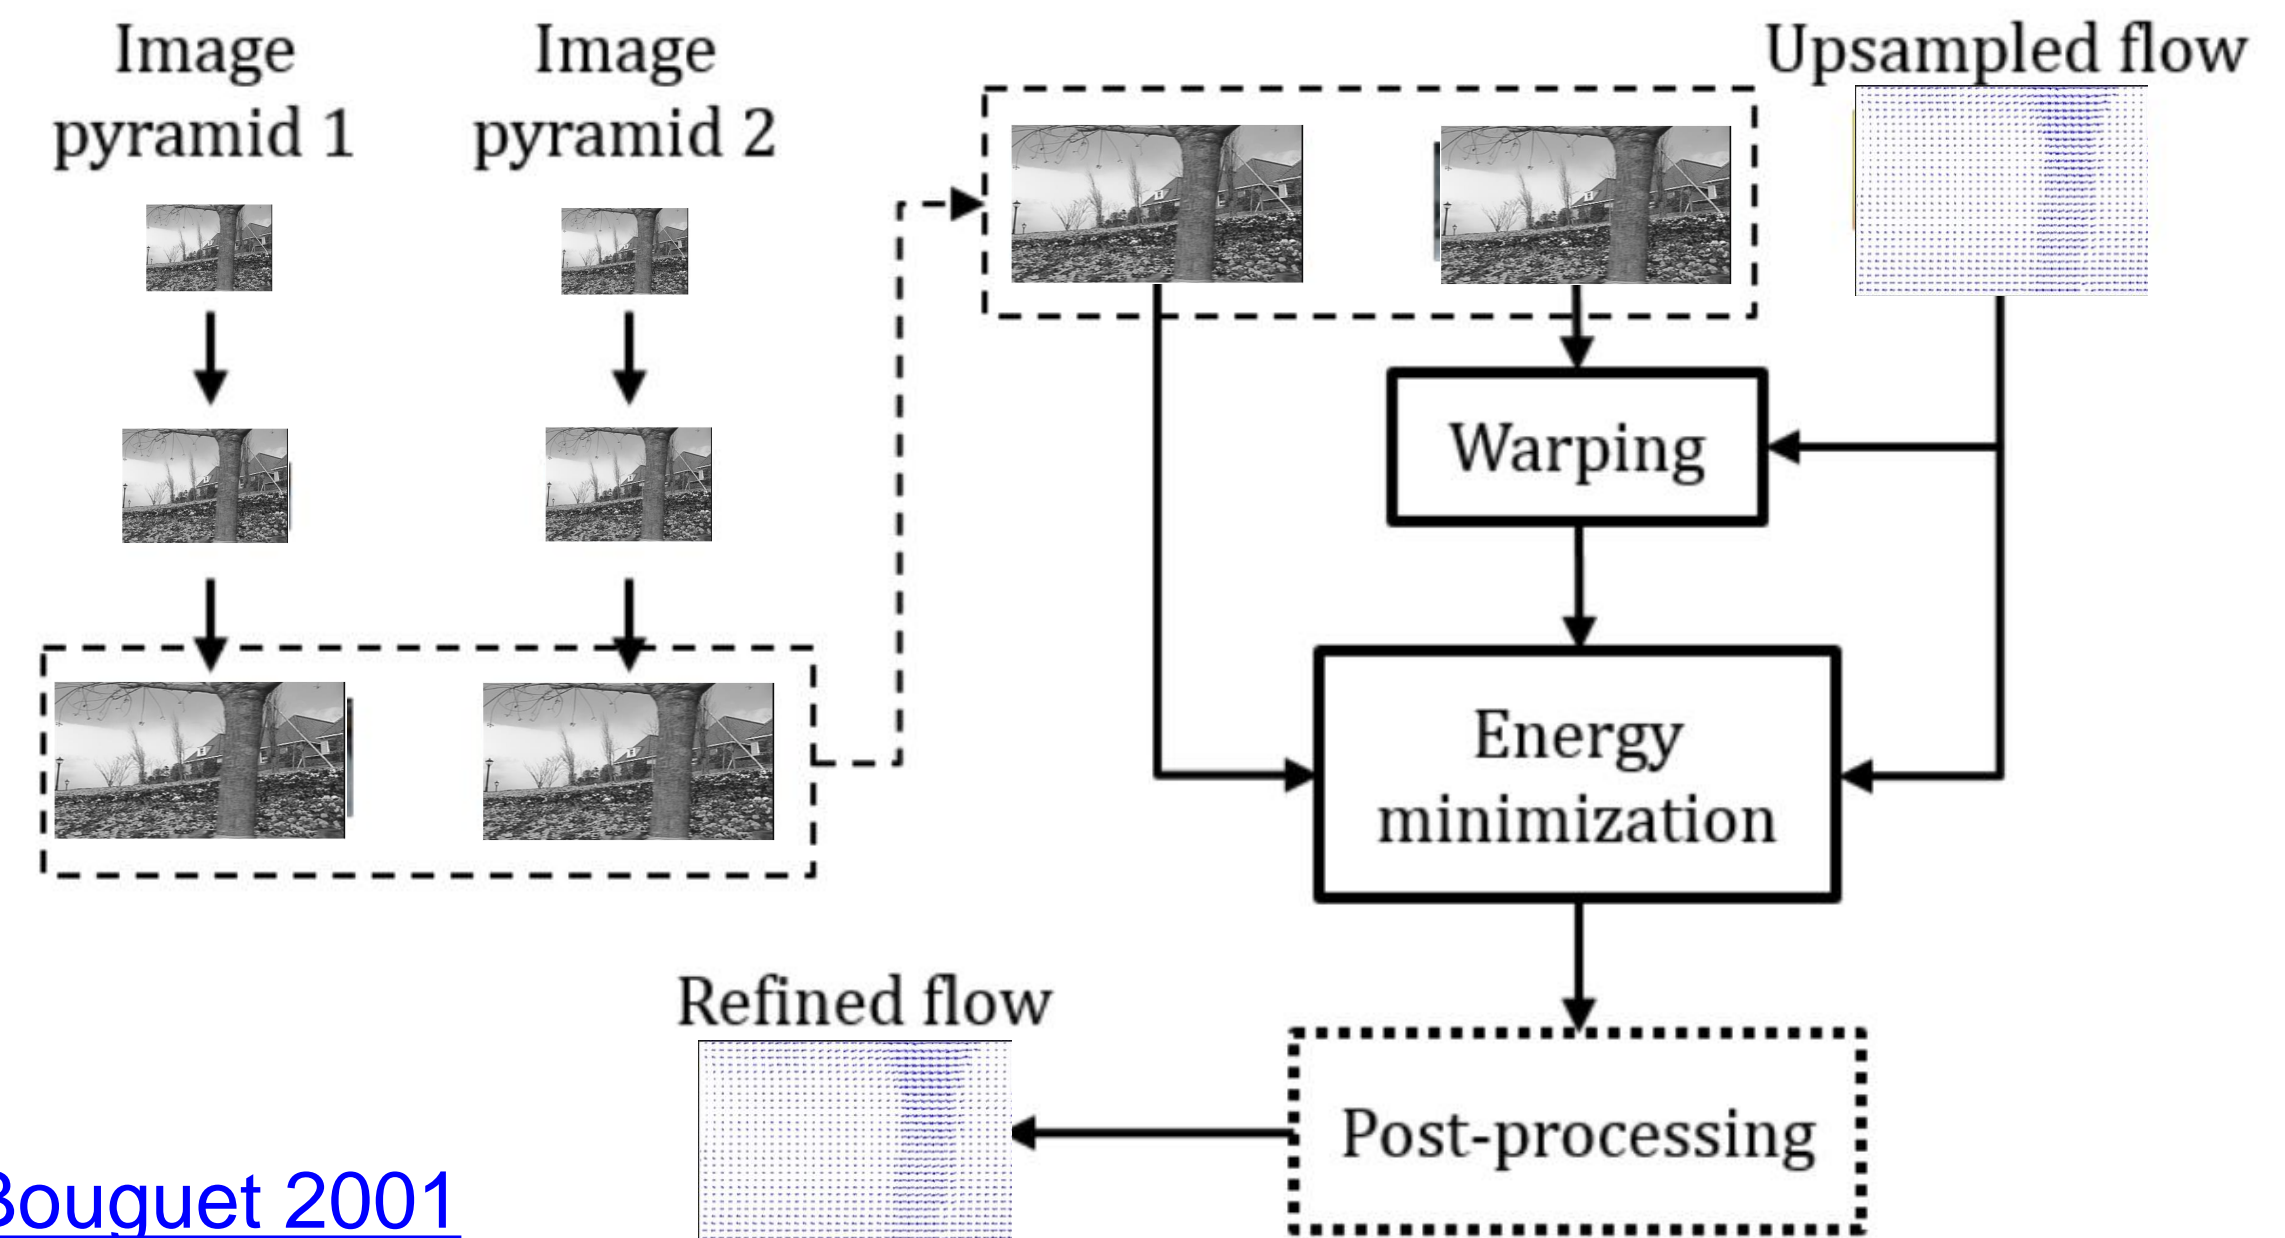 Image
pyramid 1
Image
pyramid 2
Upsampled flow
Warping
Energy
minimization
Refined flow
Post-processing
Bouguet 2001